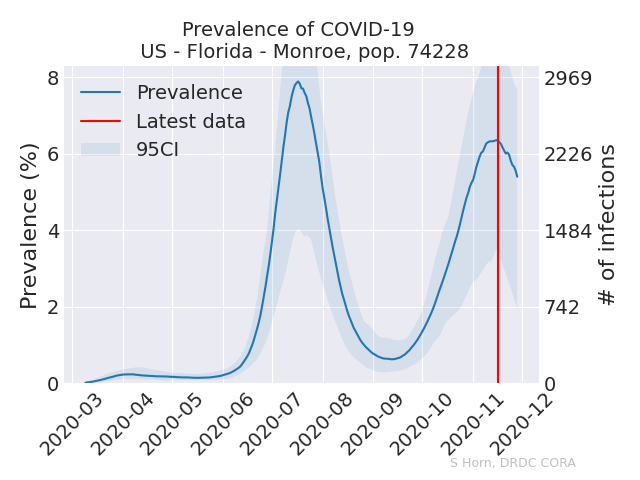 Prevalence of COVID-19
US - Florida - Monroe, pop. 74228
Prevalence
Latest data
95CI
Prevalence (%)
8
6
4
2
0
2969
2226
1484
742
0
# of infections
2020-03
2020-04
2020-05
2020-06
2020-07
2020-08
2020-09
2020-10
2020-11
2020-12
S Horn, DRDC CORA